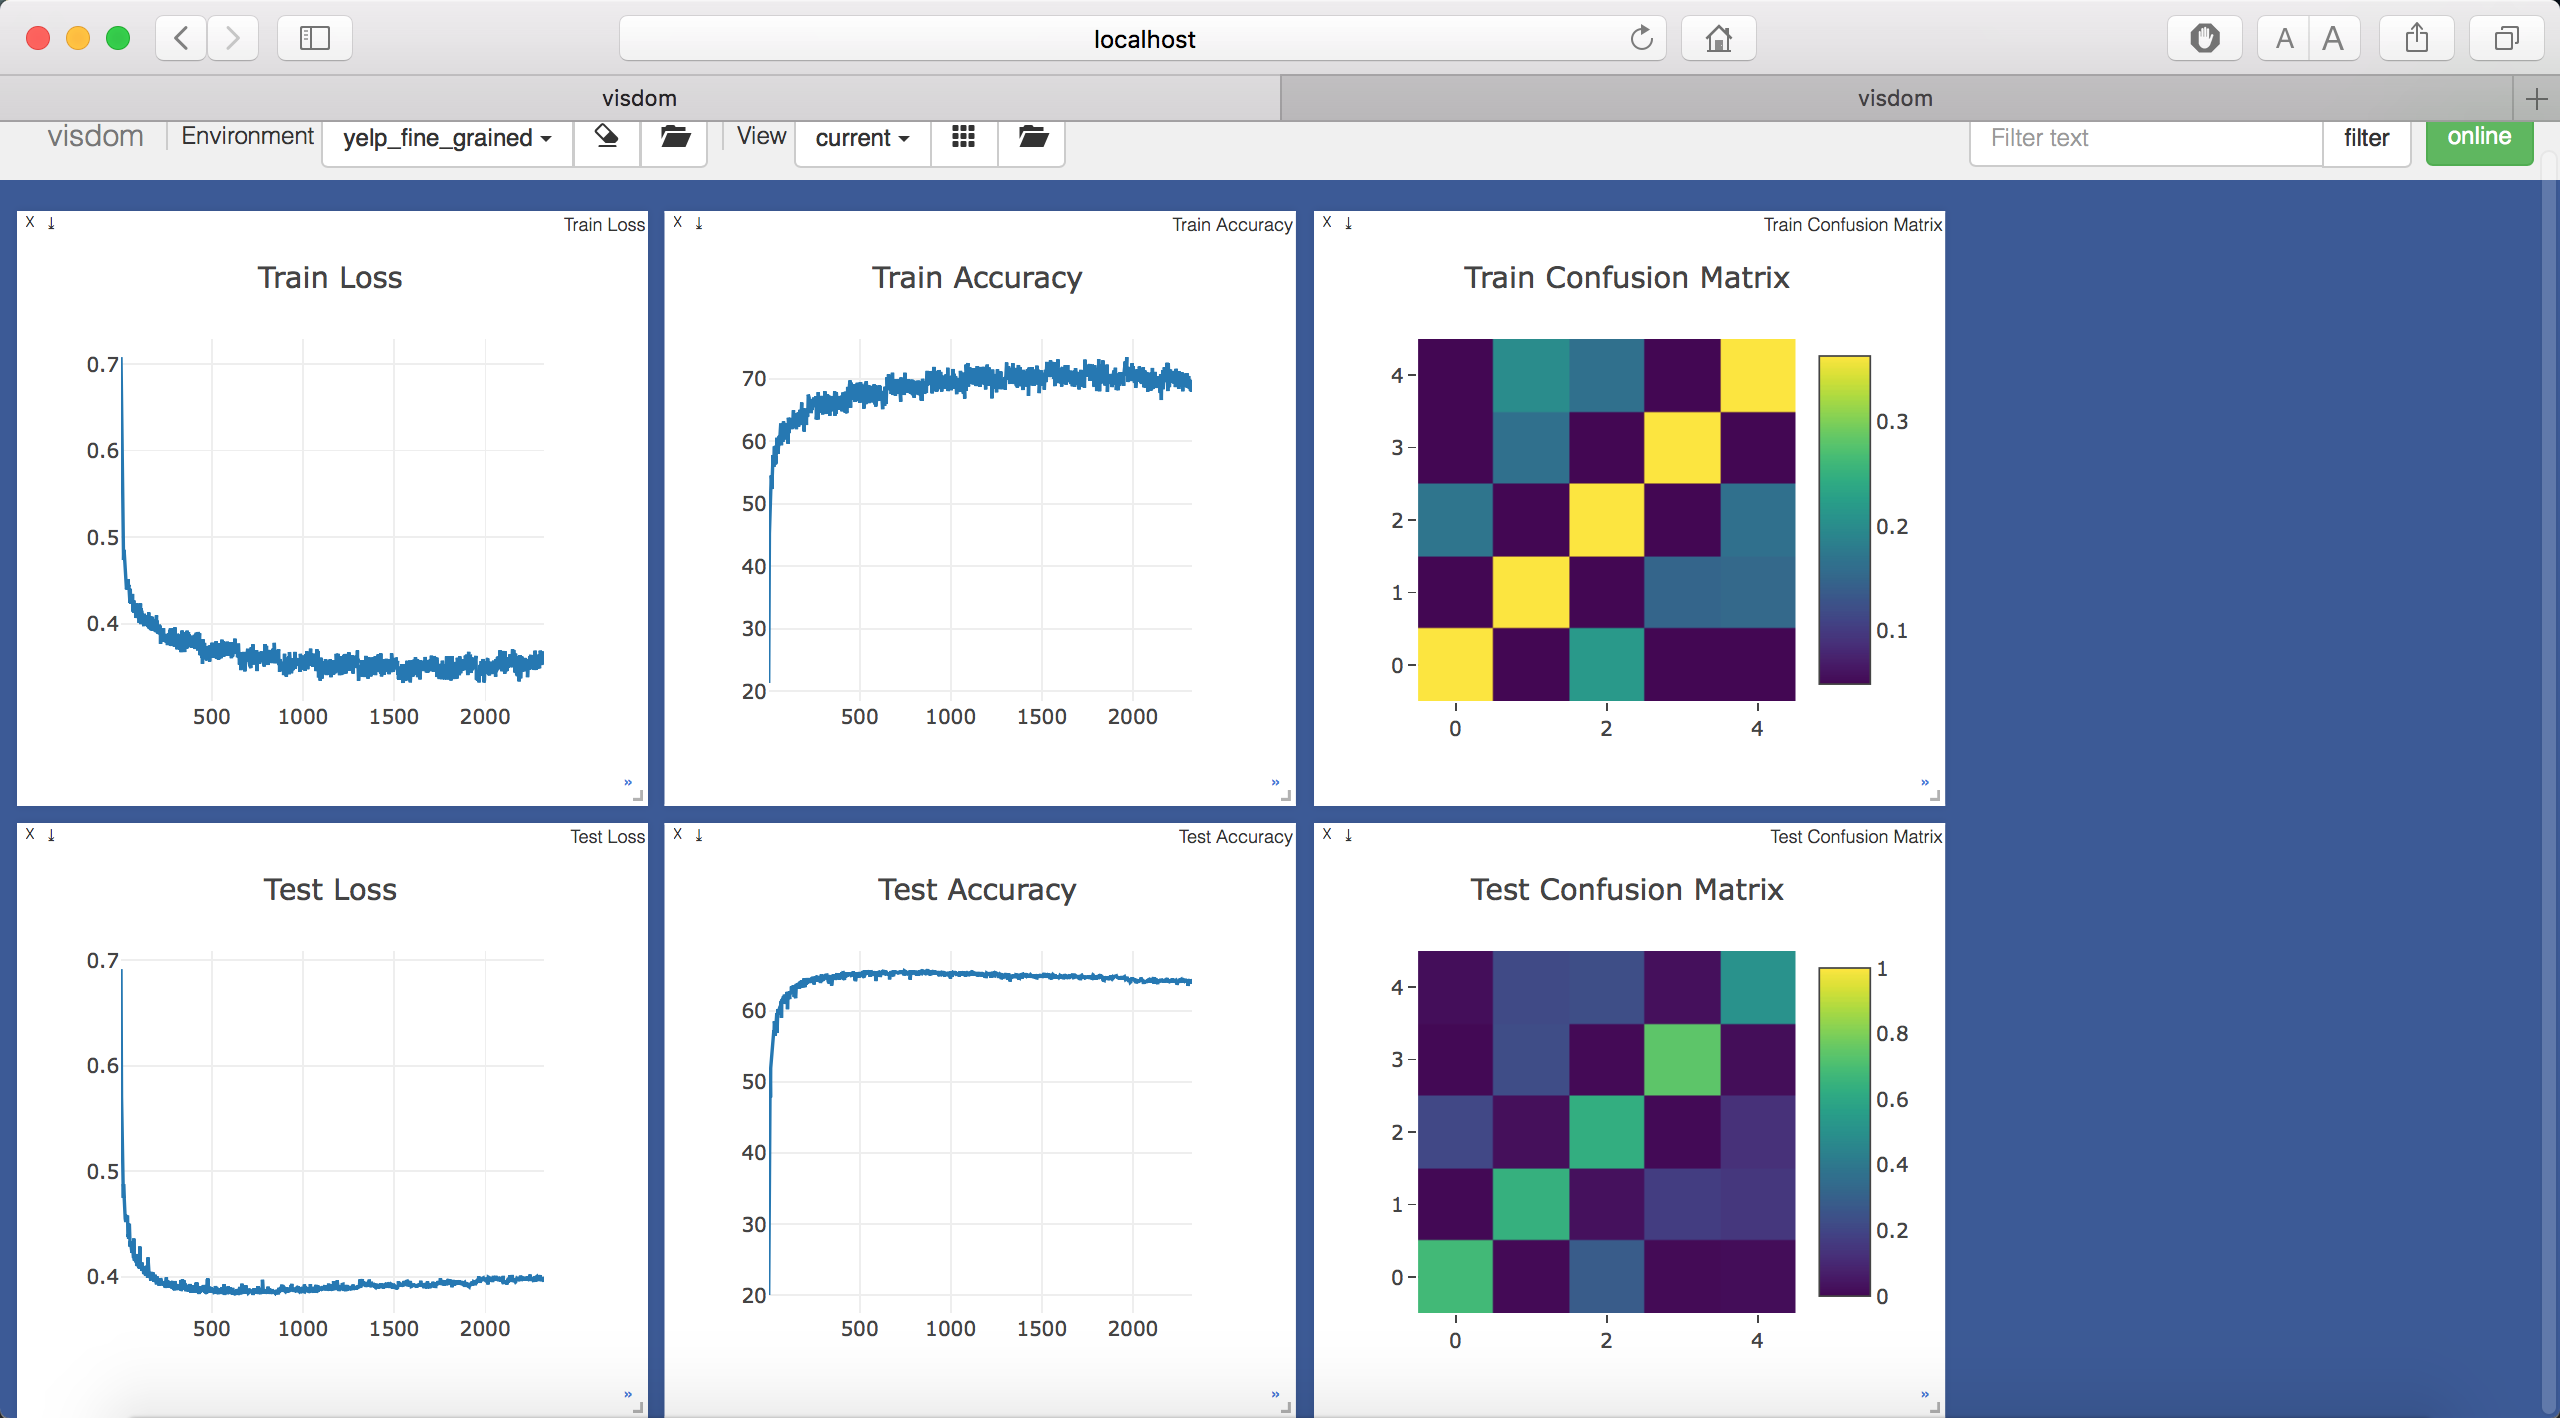 localhost
A A
visdom
visdom
visdom Environment yelp_fine_grained View current Filter text filter online
X Train Loss
Train Loss
0.7
0.6
0.5
0.4
500 1000 1500 2000
»
X Train Accuracy
Train Accuracy
70
60
50
40
30
20
500 1000 1500 2000
»
X Train Confusion Matrix
Train Confusion Matrix
4
3
2
1
0
0 2 4
0.3
0.2
0.1
»
X Test Loss
Test Loss
0.7
0.6
0.5
0.4
500 1000 1500 2000
»
X Test Accuracy
Test Accuracy
60
50
40
30
20
500 1000 1500 2000
»
X Test Confusion Matrix
Test Confusion Matrix
4
3
2
1
0
0 2 4
1
0.8
0.6
0.4
0.2
0
»